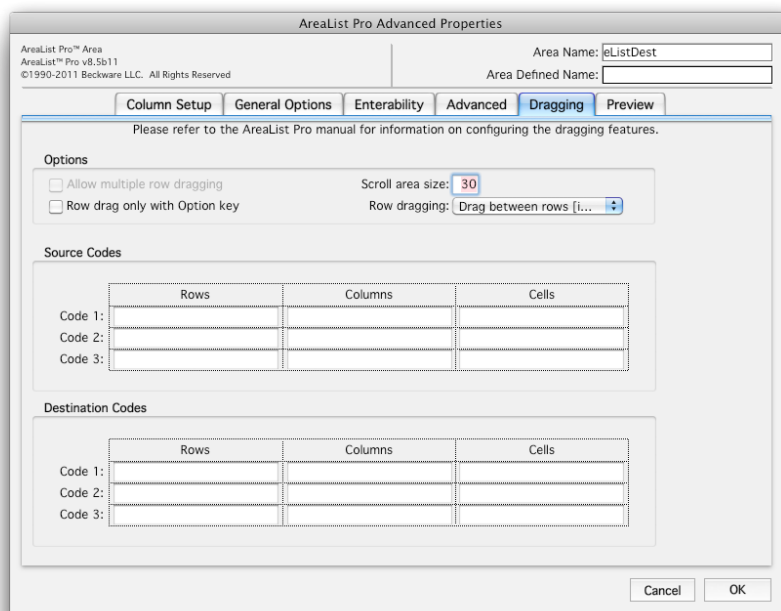 AreaList Pro Advanced Properties
AreaList Pro™ Area
AreaList™ Pro v8.5b11
©1990-2011 Beckware LLC. All Rights Reserved
Area Name: eListDest
Area Defined Name:
Column Setup General Options Enterability Advanced Dragging Preview
Please refer to the AreaList Pro manual for information on configuring the dragging features.
Options
Allow multiple row dragging
Scroll area size: 30
Row drag only with Option key
Row dragging: Drag between rows [i...
Source Codes
Rows Columns Cells
Code 1:
Code 2:
Code 3:
Destination Codes
Rows Columns Cells
Code 1:
Code 2:
Code 3:
Cancel OK